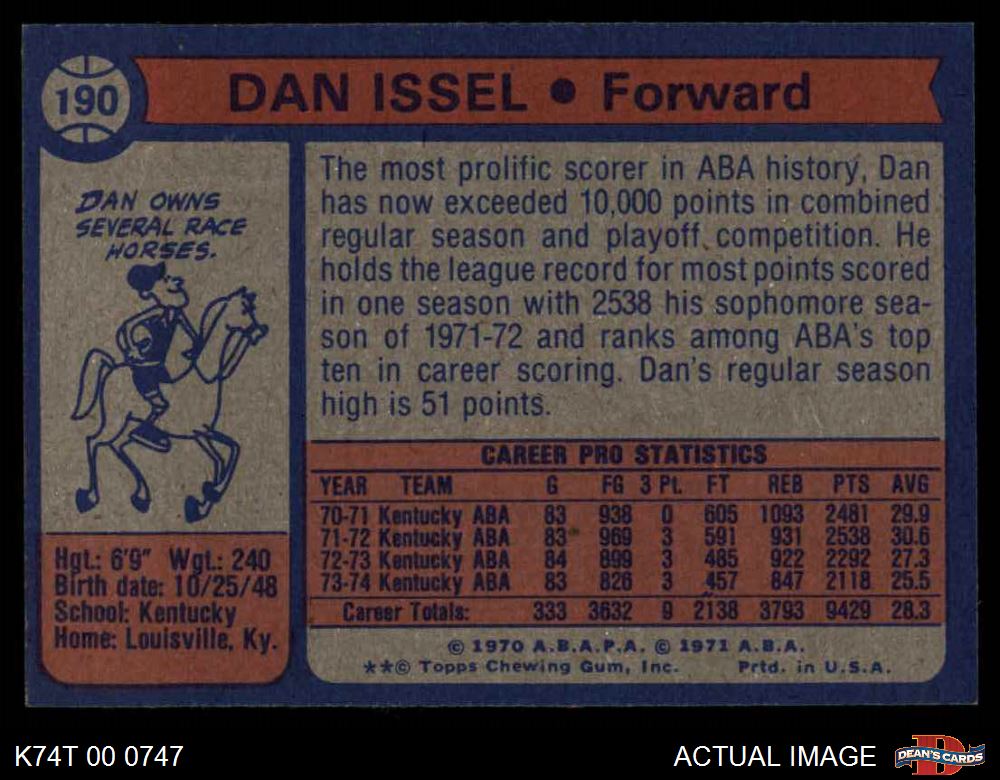 190
DAN ISSEL • Forward
DAN OWNS
SEVERAL RACE
HORSES.
Hgt.: 6'9" Wgt.: 240
Birth date: 10/25/48
School: Kentucky
Home: Louisville, Ky.
The most prolific scorer in ABA history, Dan
has now exceeded 10,000 points in combined
regular season and playoff competition. He
holds the league record for most points scored
in one season with 2538 his sophomore sea-
son of 1971-72 and ranks among ABA's top
ten in career scoring. Dan's regular season
high is 51 points.
CAREER PRO STATISTICS
YEAR TEAM G FG 3 PL FT REB PTS AVG
70-71 Kentucky ABA 83 938 0 605 1093 2481 29.9
71-72 Kentucky ABA 83 969 3 591 931 2538 30.6
72-73 Kentucky ABA 84 899 3 485 922 2292 27.3
73-74 Kentucky ABA 83 826 3 457 847 2118 25.5
Career Totals: 333 3632 9 2138 3793 9429 28.3
© 1970 A.B.A.P.A. © 1971 A.B.A.
**© Topps Chewing Gum, Inc. Prtd. in U.S.A.
K74T 00 0747
ACTUAL IMAGE
D
DEAN'S CARDS